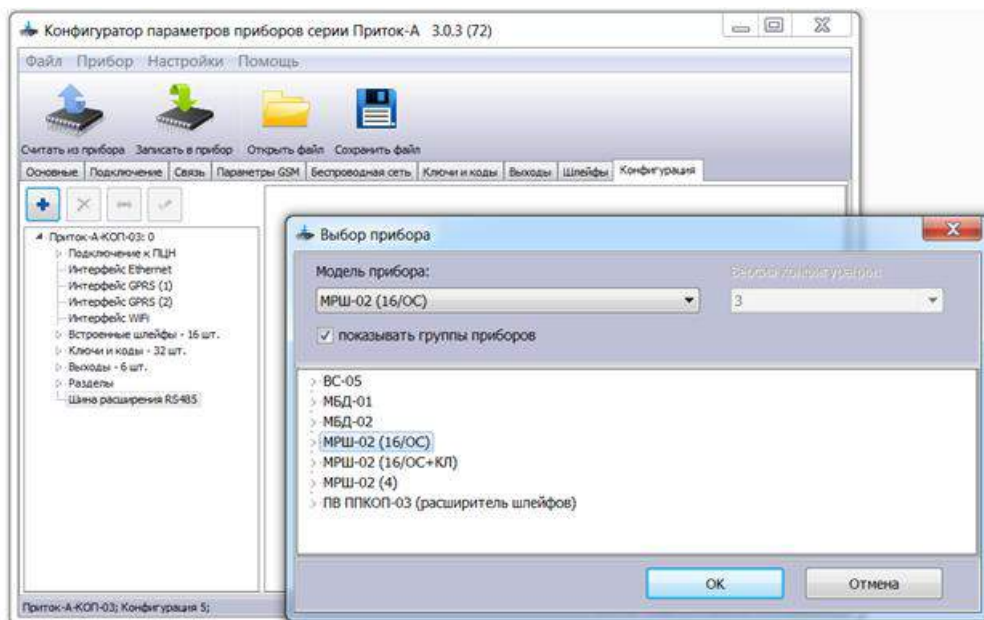 Конфигуратор параметров приборов серии Приток-А 3.0.3 (72)
Файл Прибор Настройки Помощь
Считать из прибора Записать в прибор Открыть файл Сохранить файл
Основные Подключение Связь Параметры GSM Беспроводная сеть Ключи и коды Выходы Шлейфы Конфигурация
Приток-А-КОП-03: 0
Подключение к ПЦН
Интерфейс Ethernet
Интерфейс GPRS (1)
Интерфейс GPRS (2)
Интерфейс WiFi
Встроенные шлейфы - 16 шт.
Ключи и коды - 32 шт.
Выходы - 6 шт.
Разделы
Шина расширения RS485
Приток-А-КОП-03; Конфигурация 5;
Выбор прибора
Модель прибора:
Версия конфигурации:
МРШ-02 (16/ОС)
3
показывать группы приборов
ВС-05
МБД-01
МБД-02
МРШ-02 (16/ОС)
МРШ-02 (16/ОС+КЛ)
МРШ-02 (4)
ПВ ППКОП-03 (расширитель шлейфов)
ОК
Отмена